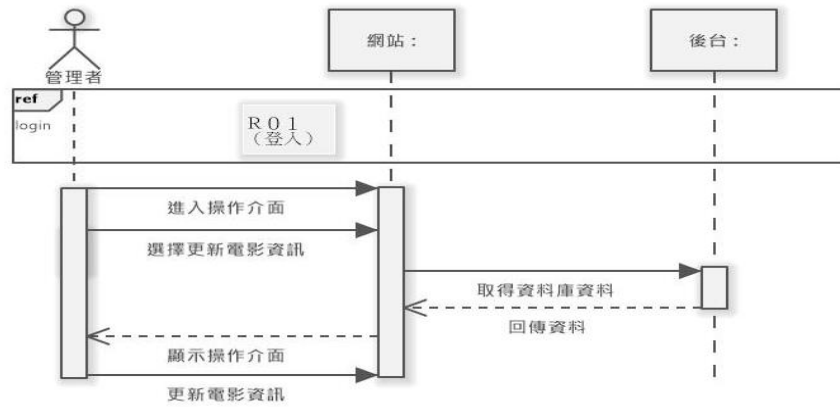 網站：
後台：
管理者
ref
login
R01
（登入）
進入操作介面
選擇更新電影資訊
取得資料庫資料
回傳資料
顯示操作介面
更新電影資訊